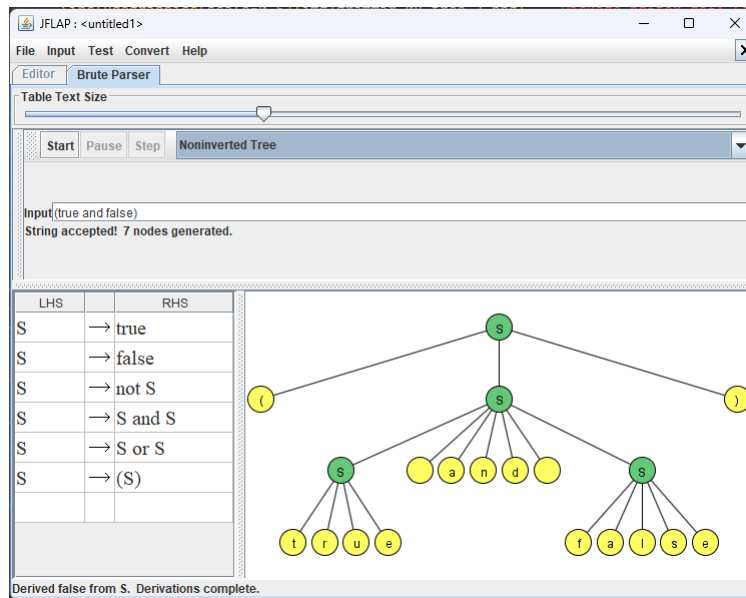 JFLAP : <untitled1>
File Input Test Convert Help
Editor Brute Parser
Table Text Size
Start Pause Step Noninverted Tree
Input (true and false)
String accepted! 7 nodes generated.
LHS RHS
S → true
S → false
S → not S
S → S and S
S → S or S
S → (S)
S
( S )
S a n d S
t r u e f a l s e
Derived false from S. Derivations complete.